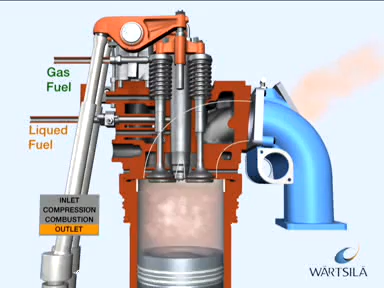 Gas
Fuel
Liqued
Fuel
INLET
COMPRESSION
COMBUSTION
OUTLET
WÄRTSILÄ